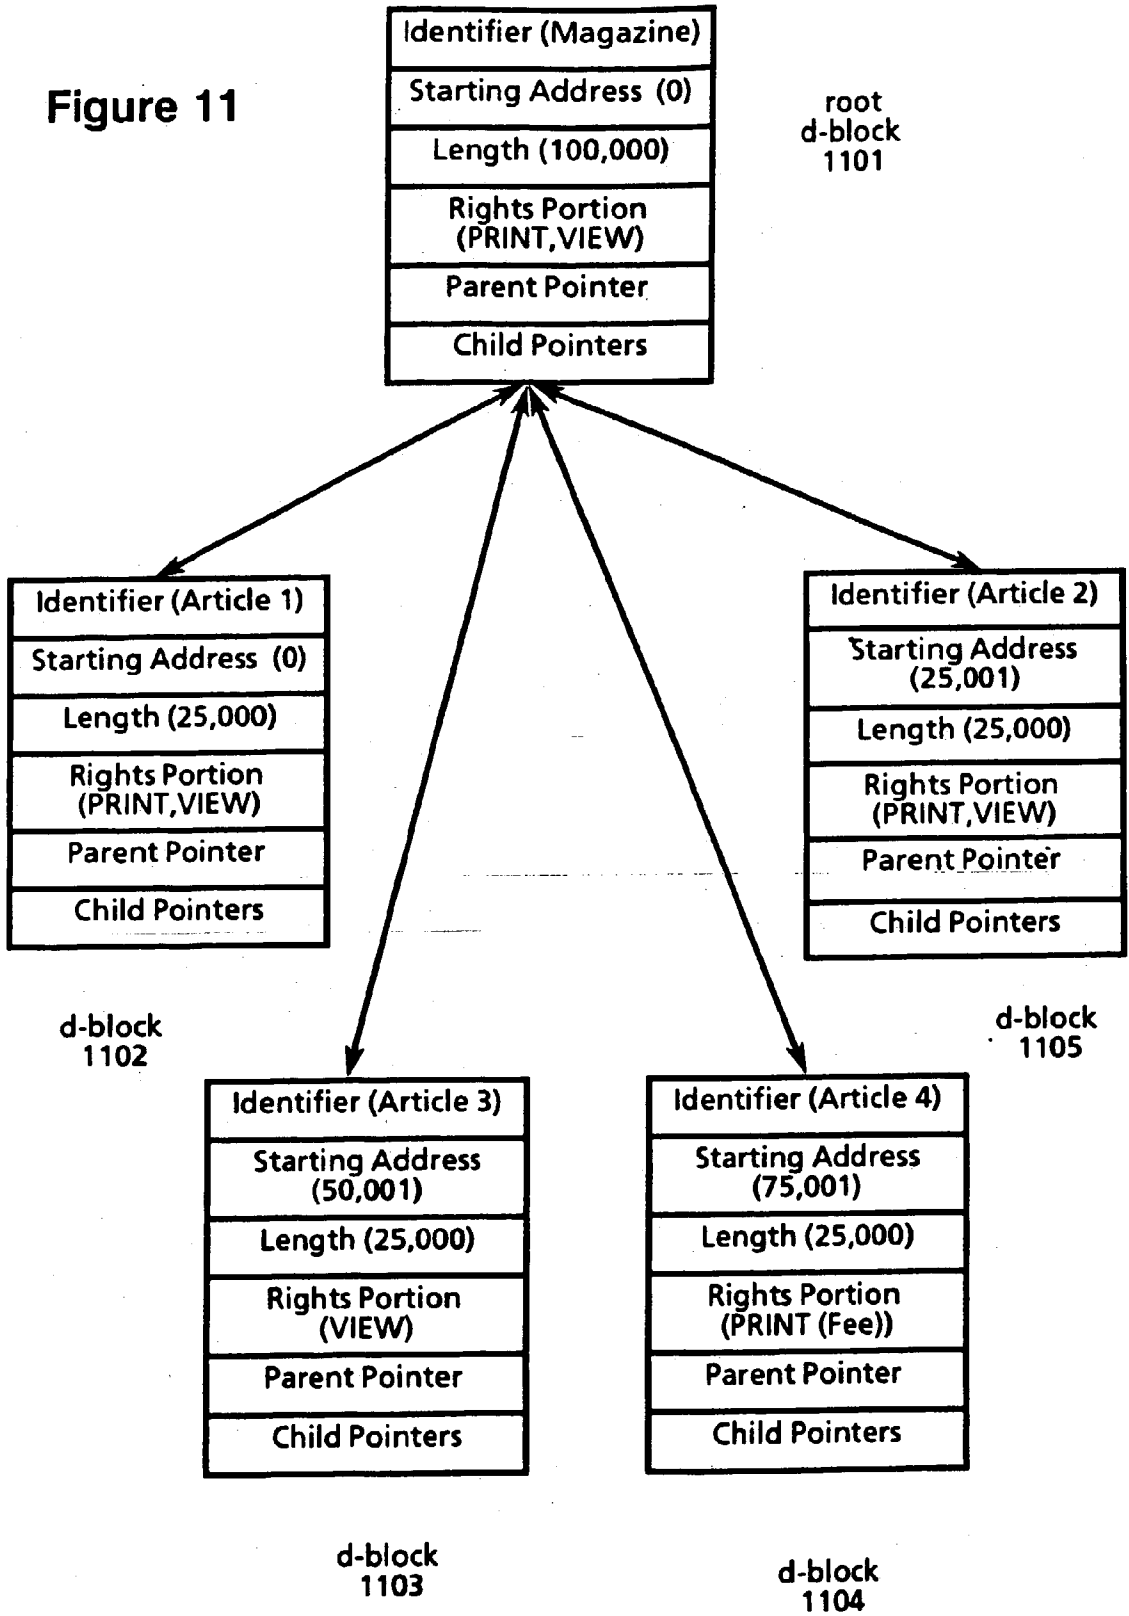 Figure 11
Identifier (Magazine)
Starting Address (0)
Length (100,000)
Rights Portion
(PRINT,VIEW)
Parent Pointer
Child Pointers
root
d-block
1101
Identifier (Article 1)
Starting Address (0)
Length (25,000)
Rights Portion
(PRINT,VIEW)
Parent Pointer
Child Pointers
d-block
1102
Identifier (Article 2)
Starting Address
(25,001)
Length (25,000)
Rights Portion
(PRINT,VIEW)
Parent Pointer
Child Pointers
d-block
1105
Identifier (Article 3)
Starting Address
(50,001)
Length (25,000)
Rights Portion
(VIEW)
Parent Pointer
Child Pointers
d-block
1103
Identifier (Article 4)
Starting Address
(75,001)
Length (25,000)
Rights Portion
(PRINT (Fee))
Parent Pointer
Child Pointers
d-block
1104